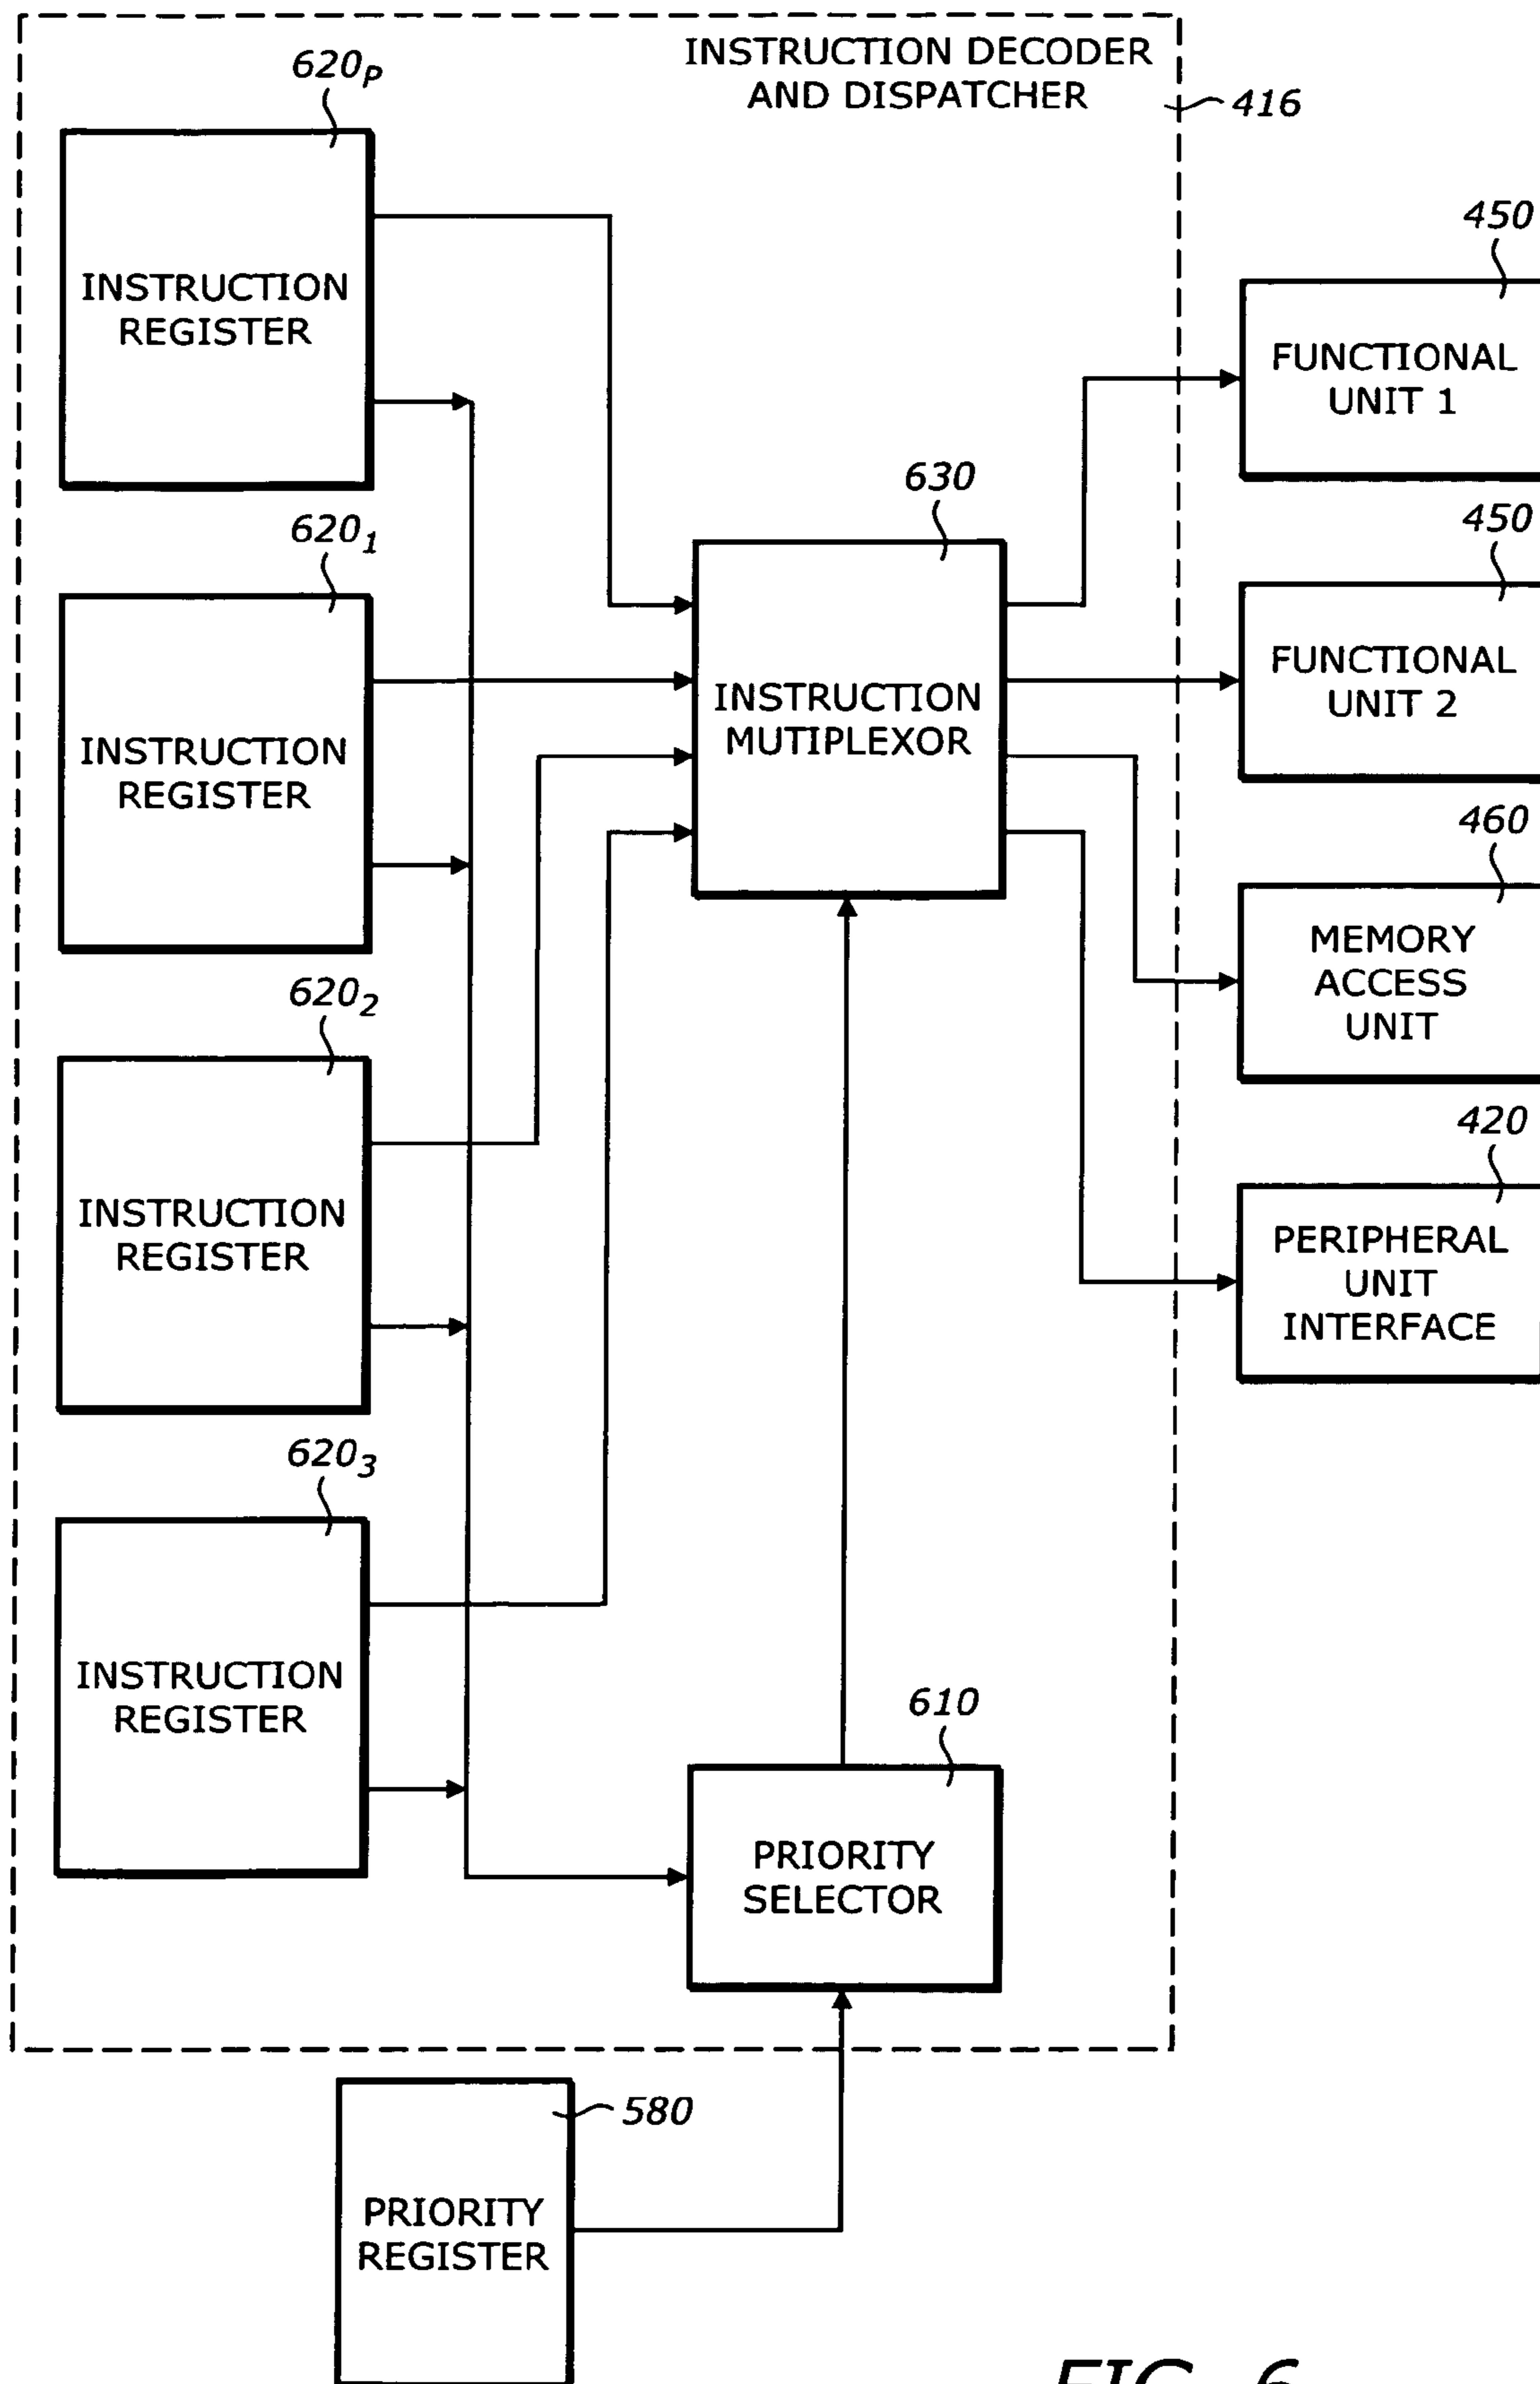 INSTRUCTION DECODER
AND DISPATCHER
416
620P
INSTRUCTION
REGISTER
450
FUNCTIONAL
UNIT 1
630
INSTRUCTION
MUTIPLEXOR
6201
INSTRUCTION
REGISTER
450
FUNCTIONAL
UNIT 2
460
MEMORY
ACCESS
UNIT
6202
INSTRUCTION
REGISTER
420
PERIPHERAL
UNIT
INTERFACE
6203
INSTRUCTION
REGISTER
610
PRIORITY
SELECTOR
580
PRIORITY
REGISTER
FIG. 6